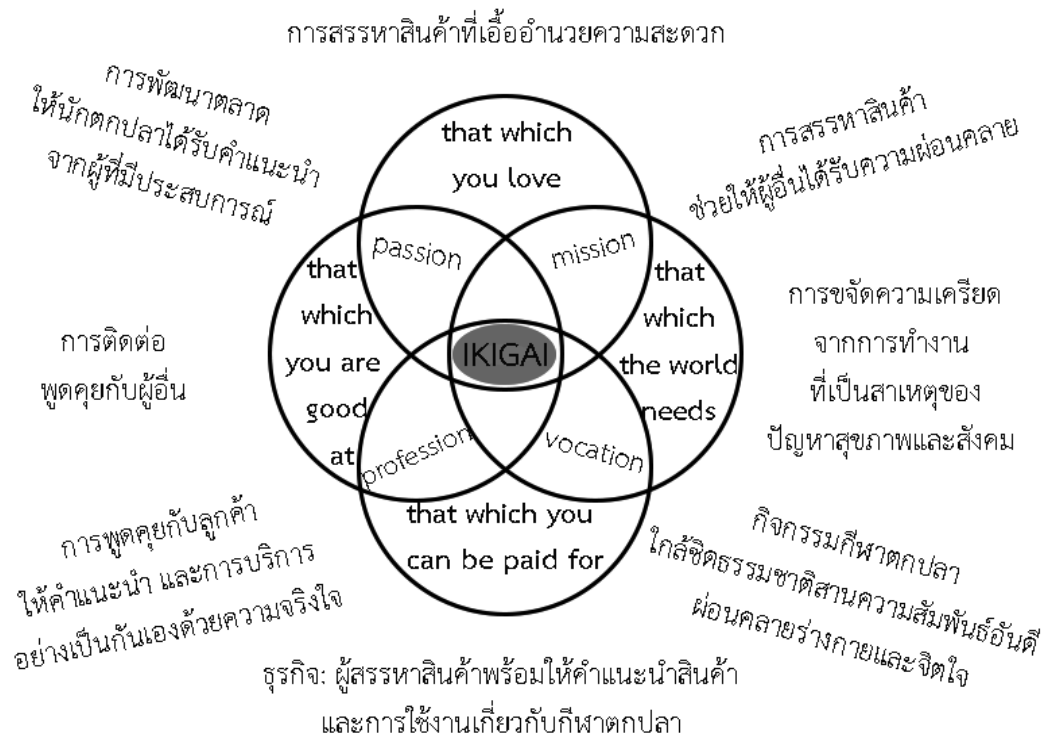 การสรรหาสินค้าที่เอื้ออำนวยความสะดวก
การพัฒนาตลาด
ให้นักตกปลาได้รับคำแนะนำ
จากผู้ที่มีประสบการณ์
การสรรหาสินค้า
ช่วยให้ผู้อื่นได้รับความผ่อนคลาย
that which
you love
passion
mission
that
which
you are
good
at
that
which
the world
needs
IKIGAI
การติดต่อ
พูดคุยกับผู้อื่น
การขจัดความเครียด
จากการทำงาน
ที่เป็นสาเหตุของ
ปัญหาสุขภาพและสังคม
profession
vocation
that which you
can be paid for
การพูดคุยกับลูกค้า
ให้คำแนะนำ และการบริการ
อย่างเป็นกันเองด้วยความจริงใจ
กิจกรรมกีฬาตกปลา
ใกล้ชิดธรรมชาติสานความสัมพันธ์อันดี
ผ่อนคลายร่างกายและจิตใจ
ธุรกิจ: ผู้สรรหาสินค้าพร้อมให้คำแนะนำสินค้า
และการใช้งานเกี่ยวกับกีฬาตกปลา